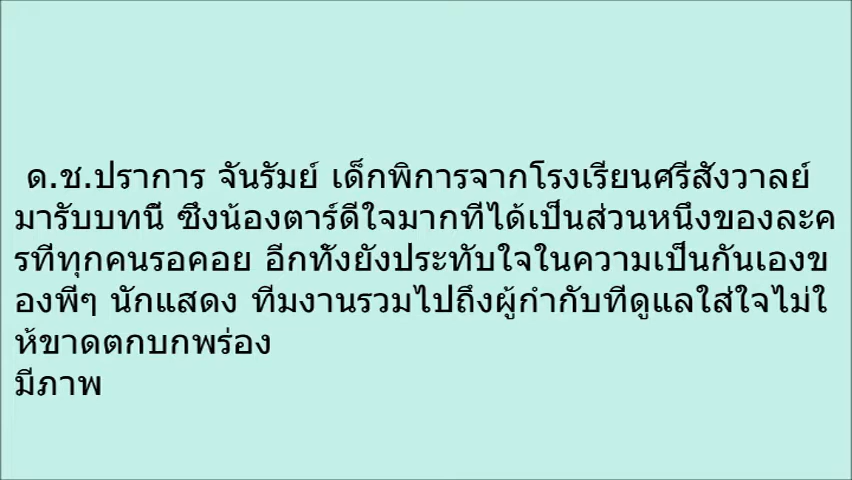 ด.ช.ปราการ จันรัมย์ เด็กพิการจากโรงเรียนศรีสังวาลย์
มารับบทนี้ ซึ่งน้องตาร์ดีใจมากที่ได้เป็นส่วนหนึ่งของละค
รที่ทุกคนรอคอย อีกทั้งยังประทับใจในความเป็นกันเองข
องพี่ๆ นักแสดง ทีมงานรวมไปถึงผู้กำกับที่ดูแลใส่ใจไม่ใ
ห้ขาดตกบกพร่อง
มีภาพ